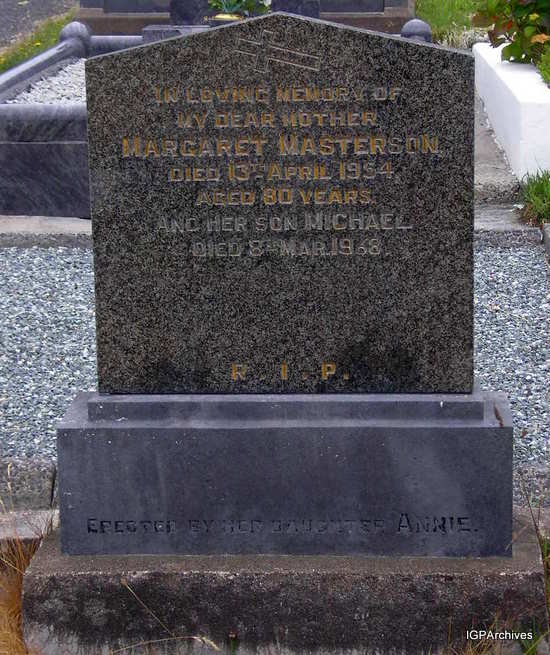 IN LOVING MEMORY OF
MY DEAR MOTHER
MARGARET MASTERSON
DIED 13TH APRIL 1954
AGED 80 YEARS
AND HER SON MICHAEL
DIED 8TH MAR.
R. I. P.
ERECTED BY HER DAUGHTER ANNIE.
IGPArchives